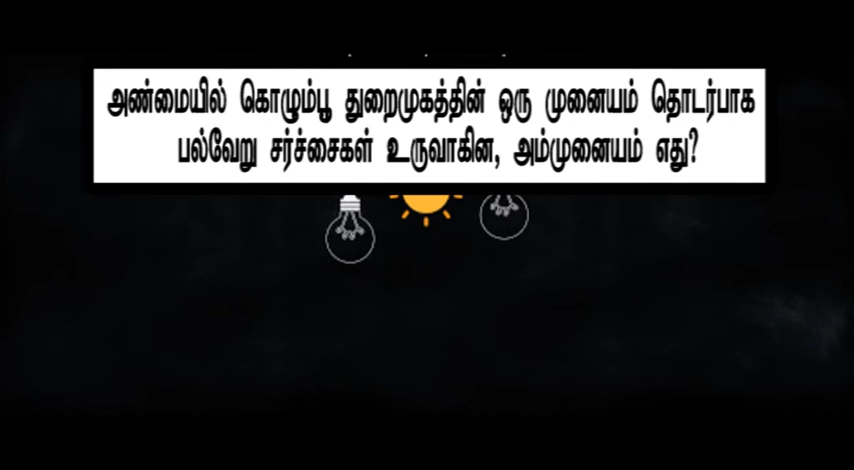 அண்மையில் கொழும்பூ துறைமுகத்தின் ஒரு முனையம் தொடர்பாக
பல்வேறு சர்ச்சைகள் உருவாகின, அம்முனையம் எது?